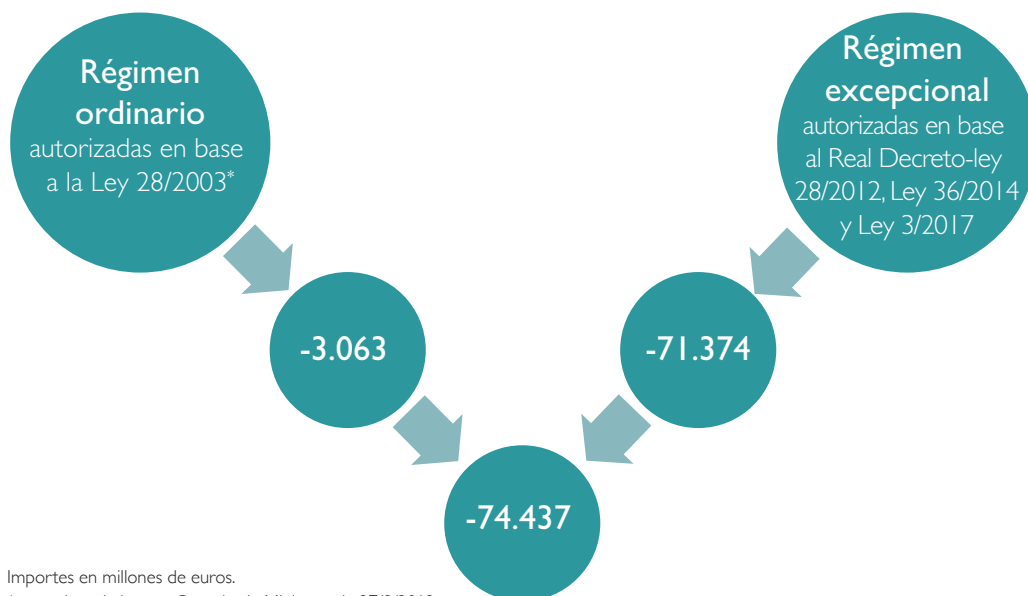 Régimen
ordinario
autorizadas en base
a la Ley 28/2003*
Régimen
excepcional
autorizadas en base
al Real Decreto-ley
28/2012, Ley 36/2014
y Ley 3/2017
-3.063
-71.374
-74.437
Importes en millones de euros.